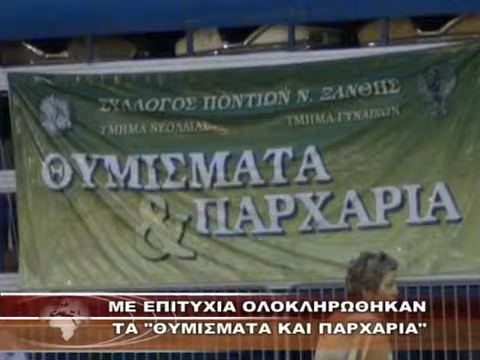 ΣΥΛΛΟΓΟΣ ΠΟΝΤΙΩΝ Ν. ΞΑΝΘΗΣ
ΤΜΗΜΑ ΝΕΟΛΑΙΑΣ ΤΜΗΜΑ ΓΥΝΑΙΚΩΝ
ΘΥΜΙΣΜΑΤΑ
& ΠΑΡΧΑΡΙΑ
ΜΕ ΕΠΙΤΥΧΙΑ ΟΛΟΚΛΗΡΩΘΗΚΑΝ
ΤΑ "ΘΥΜΙΣΜΑΤΑ ΚΑΙ ΠΑΡΧΑΡΙΑ"